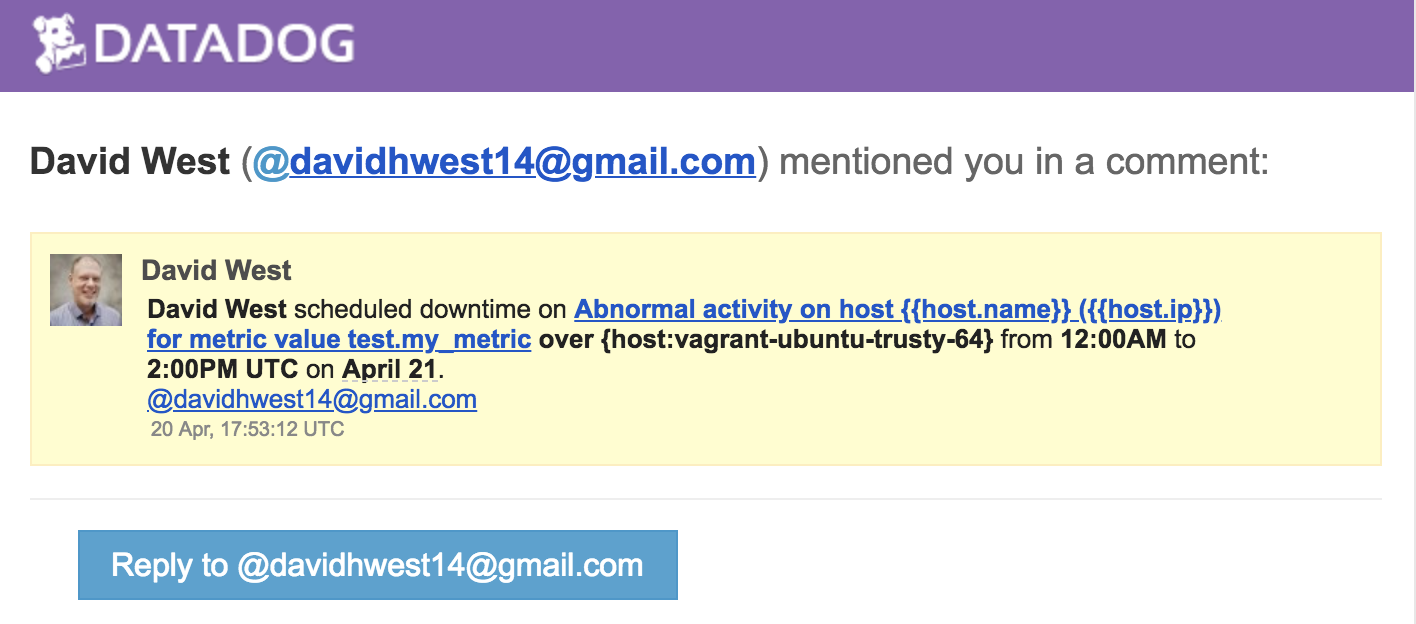 DATADOG
David West (@davidhwest14@gmail.com) mentioned you in a comment:
David West
David West scheduled downtime on Abnormal activity on host {{host.name}} ({{host.ip}})
for metric value test.my_metric over {host:vagrant-ubuntu-trusty-64} from 12:00AM to
2:00PM UTC on April 21.
@davidhwest14@gmail.com
20 Apr, 17:53:12 UTC
Reply to @davidhwest14@gmail.com